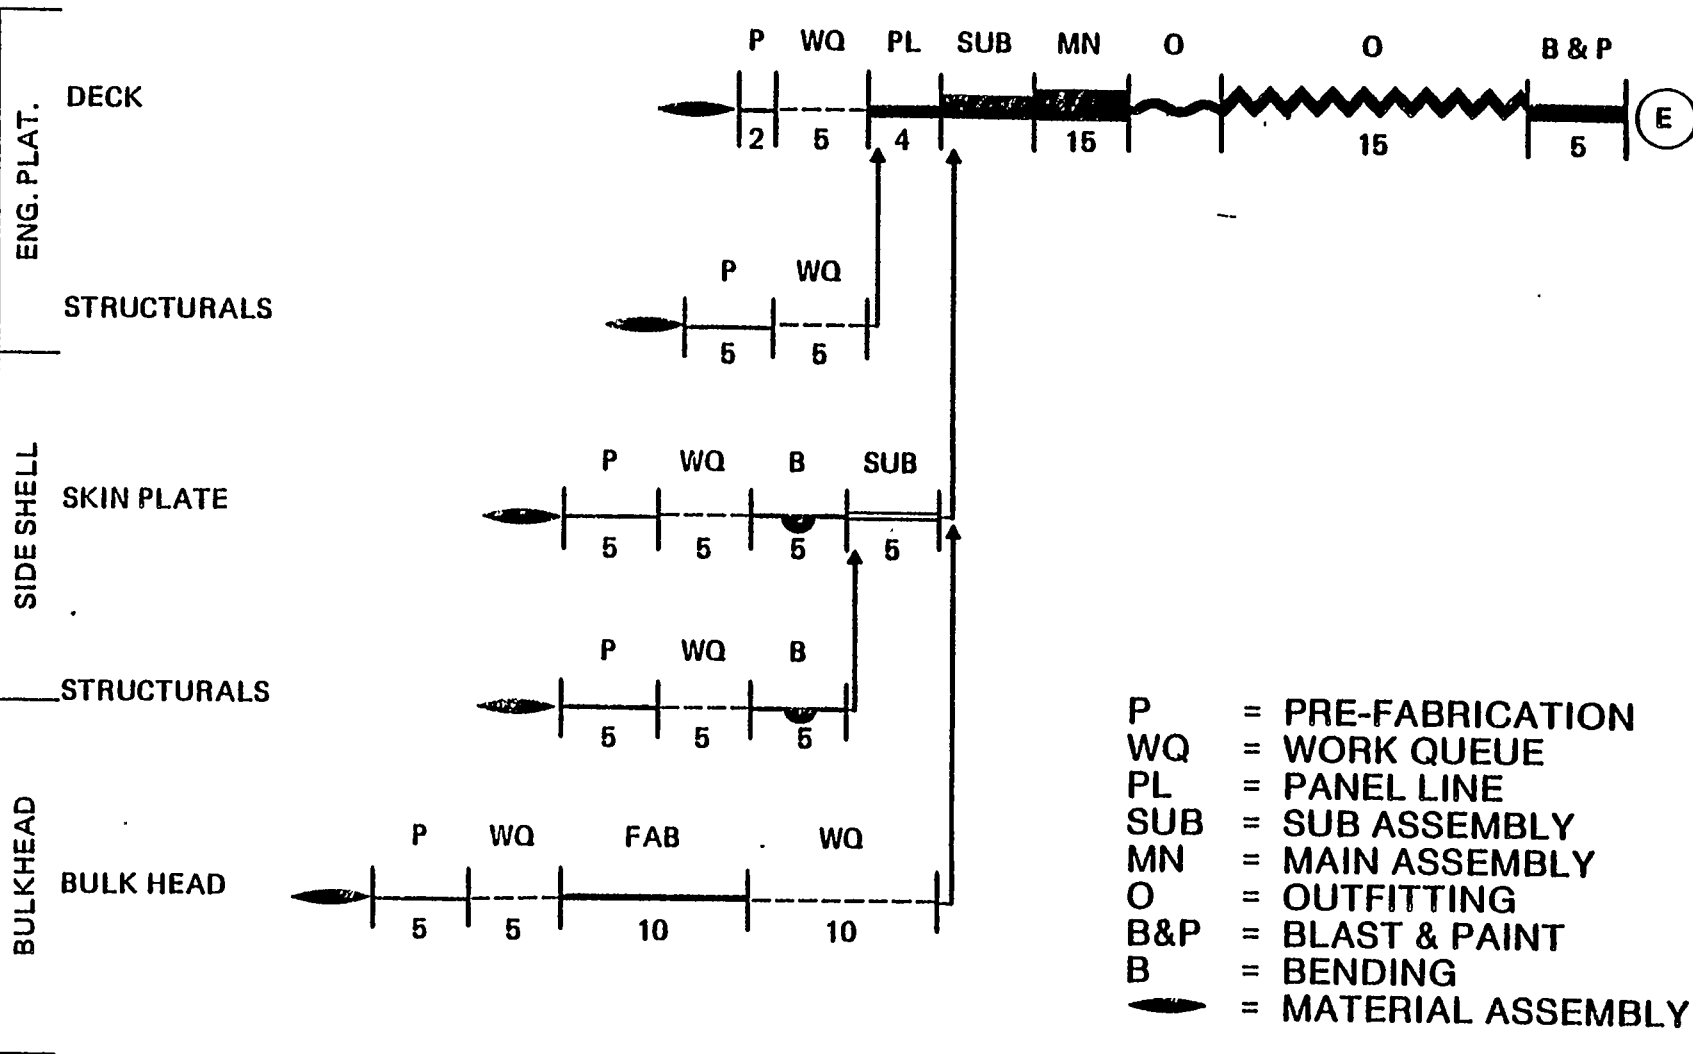 P WQ PL SUB MN O O B & P
ENG. PLAT.
DECK
2 5 4 15 15 5
E
P WQ
STRUCTURALS
5 5
P WQ B SUB
SIDE SHELL
SKIN PLATE
5 5 5 5
P WQ B
STRUCTURALS
5 5 5
P WQ FAB WQ
BULKHEAD
BULK HEAD
5 5 10 10
P = PRE-FABRICATION
WQ = WORK QUEUE
PL = PANEL LINE
SUB = SUB ASSEMBLY
MN = MAIN ASSEMBLY
O = OUTFITTING
B&P = BLAST & PAINT
B = BENDING
= MATERIAL ASSEMBLY